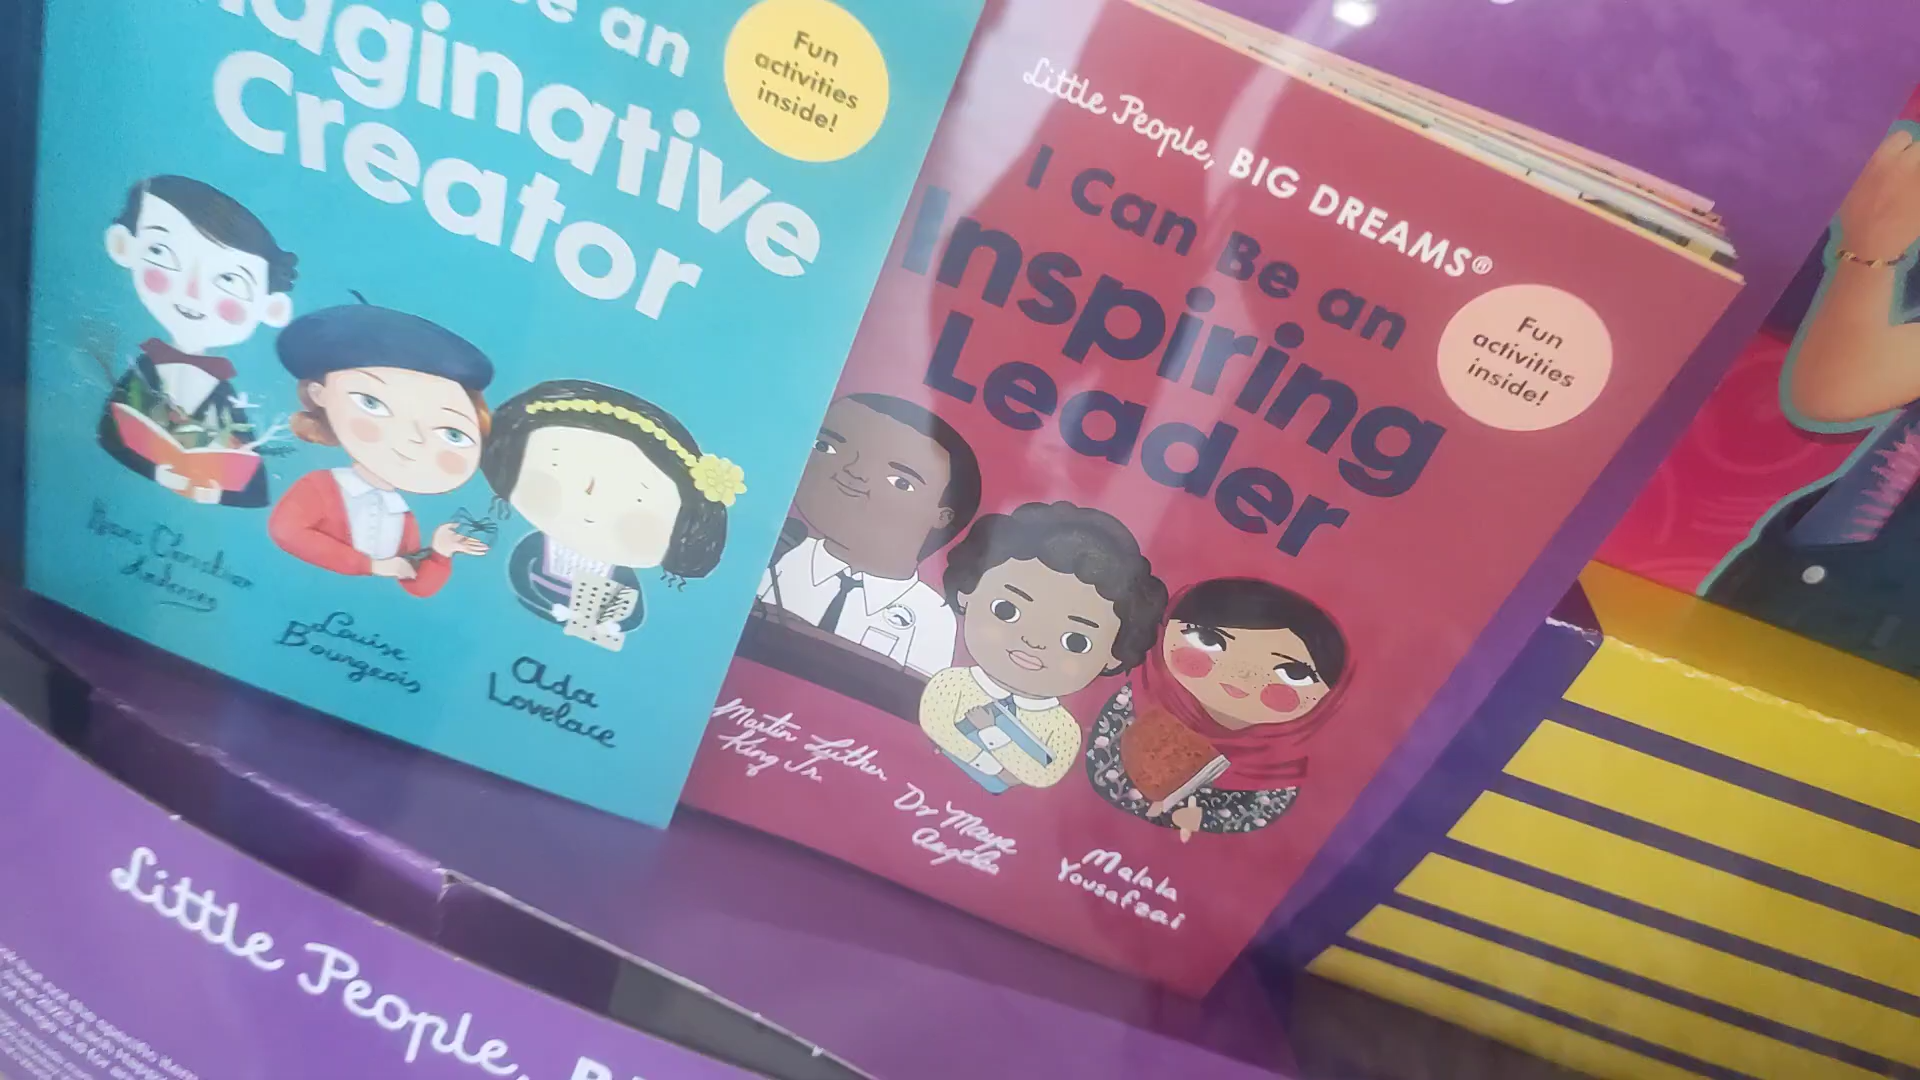 be an
aginative
Creator
Fun
activities
inside!
Hans Christian
Andersen
Louise
Bourgeois
Ada
Lovelace
Little People, BIG DREAMS®
I Can Be an
Inspiring
Leader
Fun
activities
inside!
Martin Luther
King Jr.
Dr Maya
Angelou
Malala
Yousafzai
Little People,